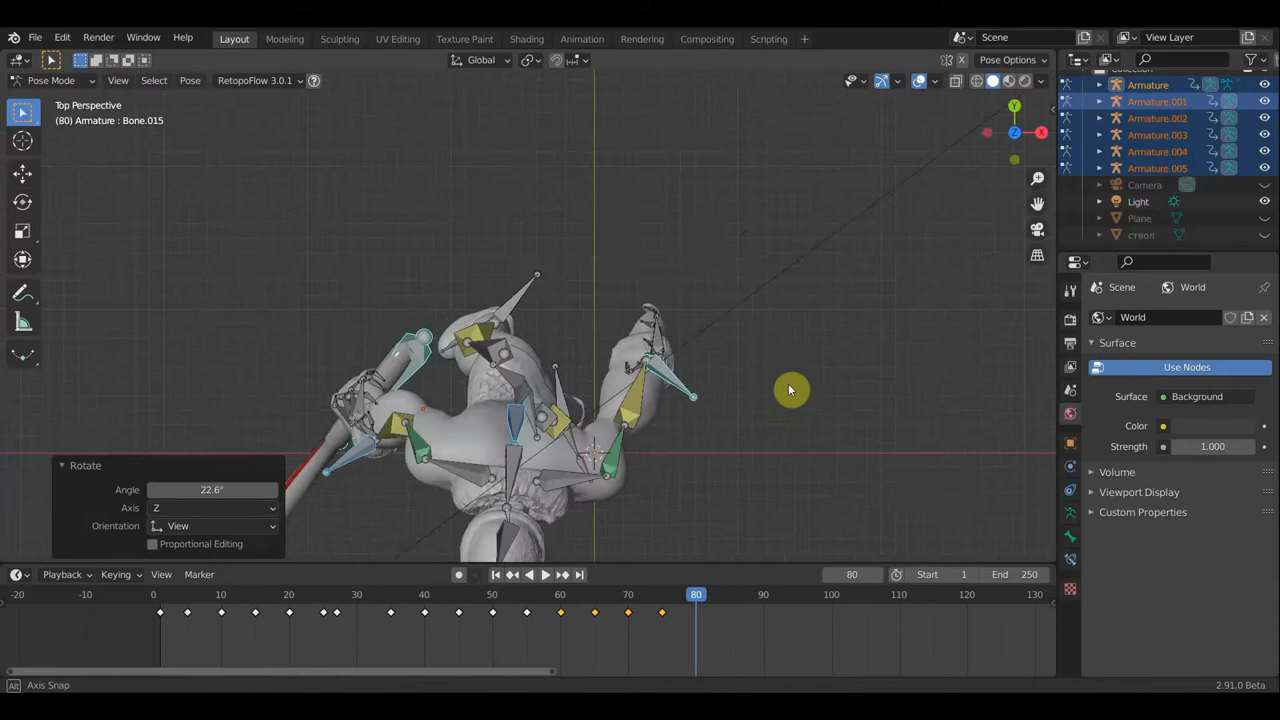 File Edit Render Window Help Layout Modeling Sculpting UV Editing Texture Paint Shading Animation Rendering Compositing Scripting Scene View Layer
Global Pose Options
Pose Mode View Select Pose RetopoFlow 3.0.1
Top Perspective
(80) Armature : Bone.015
Collection
Armature
Armature.001
Armature.002
Armature.003
Armature.004
Armature.005
Camera
Light
Plane
ствол
Scene World
World
Surface
Use Nodes
Surface Background
Color
Strength 1.000
Volume
Viewport Display
Custom Properties
Y
Z
X
Rotate
Angle 22.6°
Axis Z
Orientation View
Proportional Editing
Playback Keying View Marker 80 Start 1 End 250
-20 -10 0 10 20 30 40 50 60 70 80 90 100 110 120 130
Alt Axis Snap 2.91.0 Beta